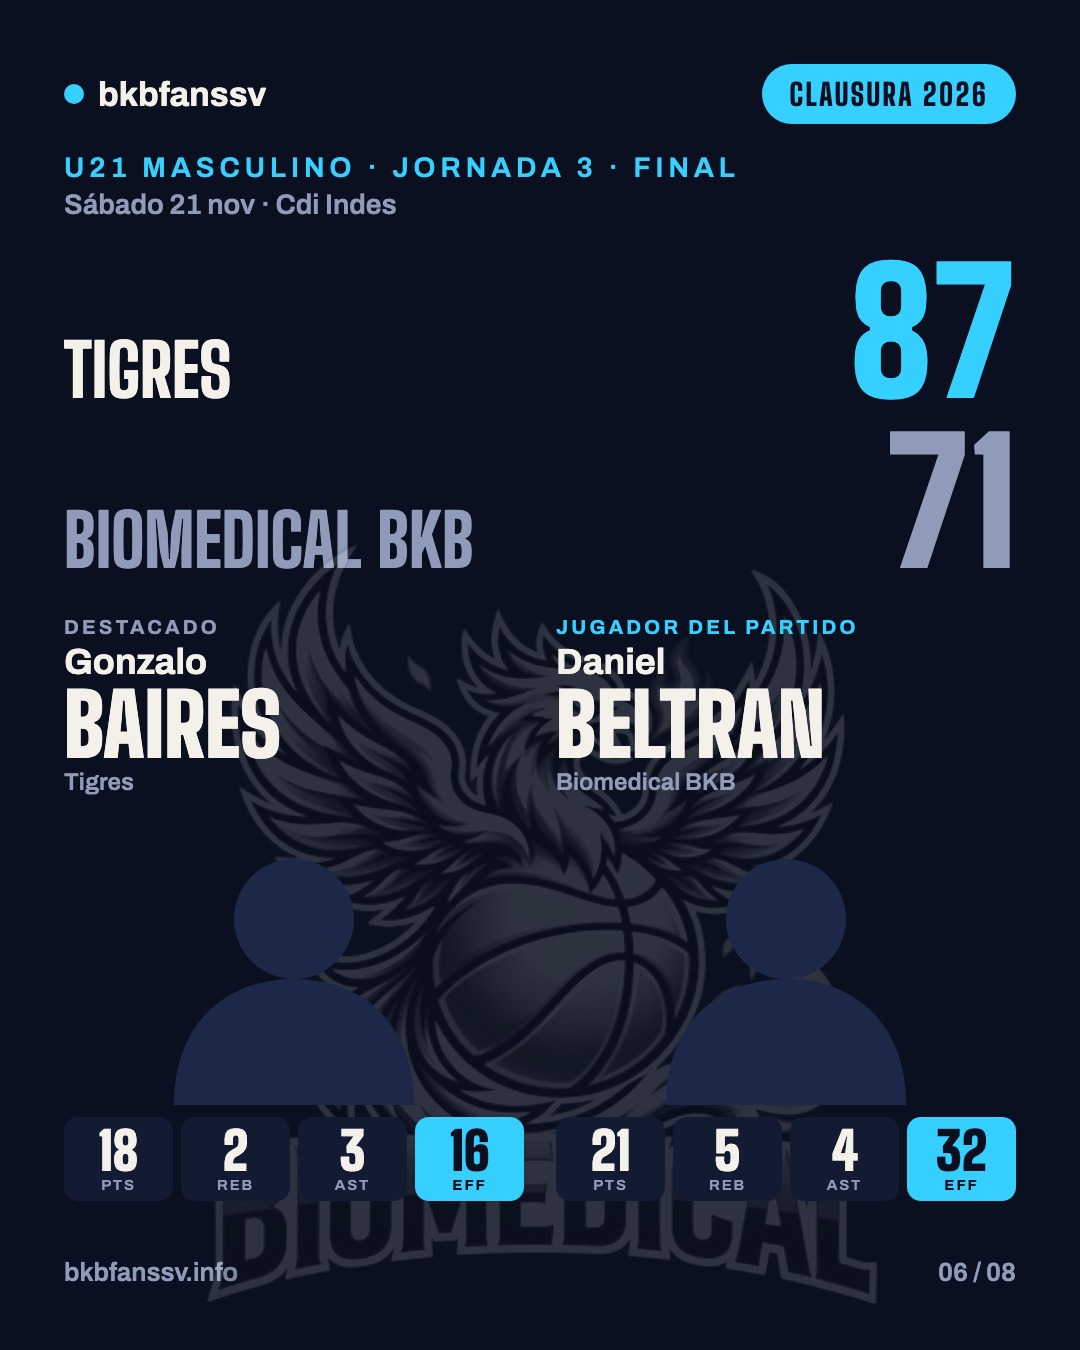 bkbfanssv
CLAUSURA 2026
U21 MASCULINO · JORNADA 3 · FINAL
Sábado 21 nov · Cdi Indes
TIGRES 87
BIOMEDICAL BKB 71
DESTACADO
Gonzalo
BAIRES
Tigres
JUGADOR DEL PARTIDO
Daniel
BELTRAN
Biomedical BKB
18 2 3 16
PTS REB AST EFF
21 5 4 32
PTS REB AST EFF
BIOMEDICAL
bkbfanssv.info
06 / 08